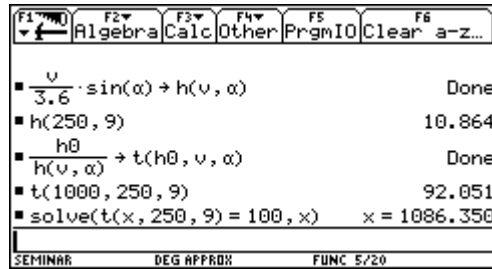 F1 F2 F3 F4 F5 F6
Algebra Calc Other PrgmIO Clear a-z…
v/3.6 · sin(α) → h(v, α) Done
h(250, 9) 10.864
h0/h(v, α) → t(h0, v, α) Done
t(1000, 250, 9) 92.051
solve(t(x, 250, 9) = 100, x) x = 1086.350
SEMINAR DEG APPROX FUNC 5/20